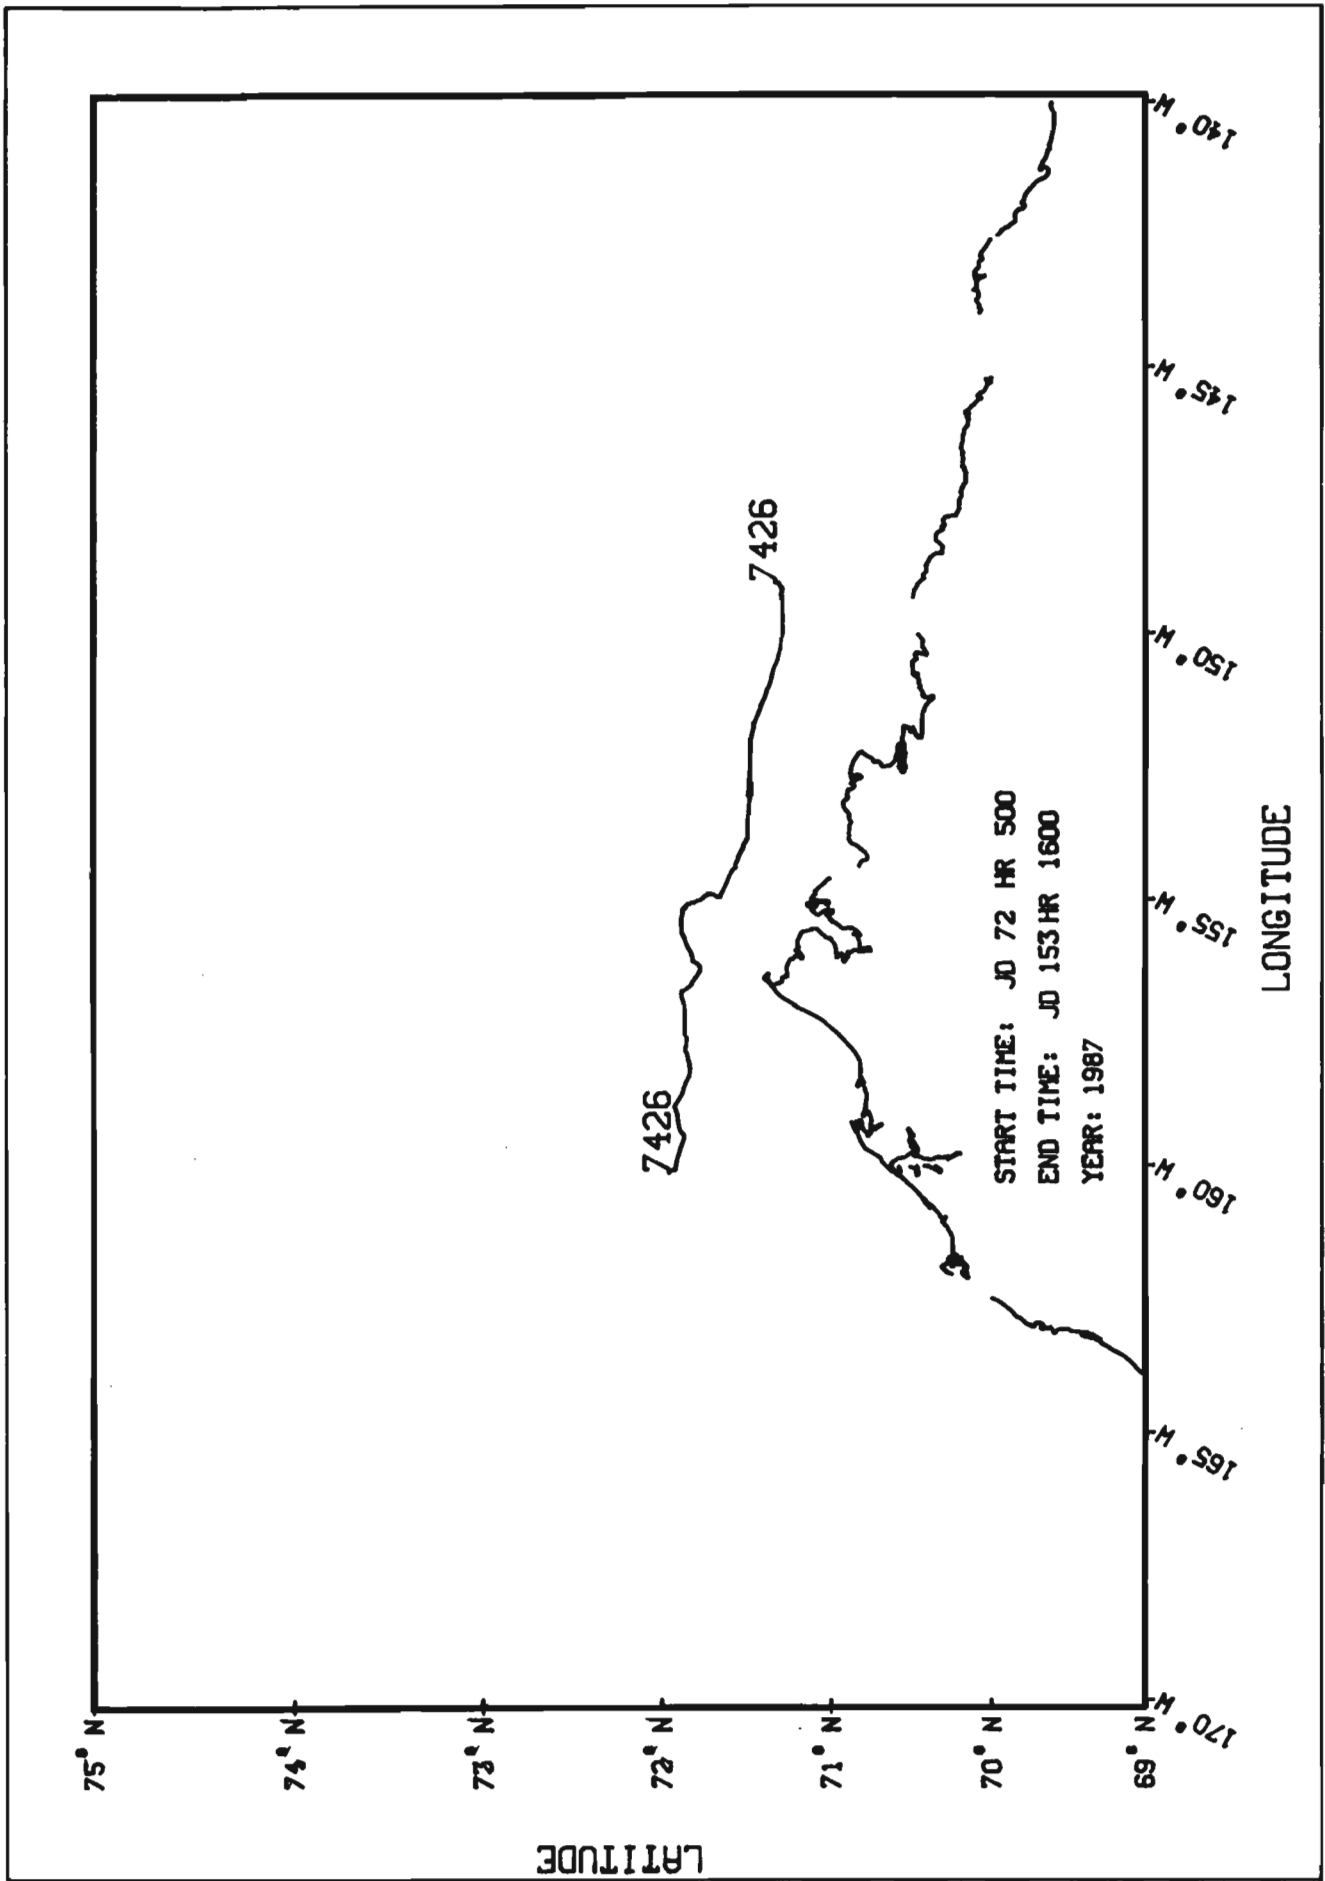 75° N
74° N
73° N
72° N
71° N
70° N
69° N
LATITUDE
7426
7426
START TIME: JD 72 HR 500
END TIME: JD 153 HR 1600
YEAR: 1987
170° W
165° W
160° W
155° W
150° W
145° W
140° W
LONGITUDE